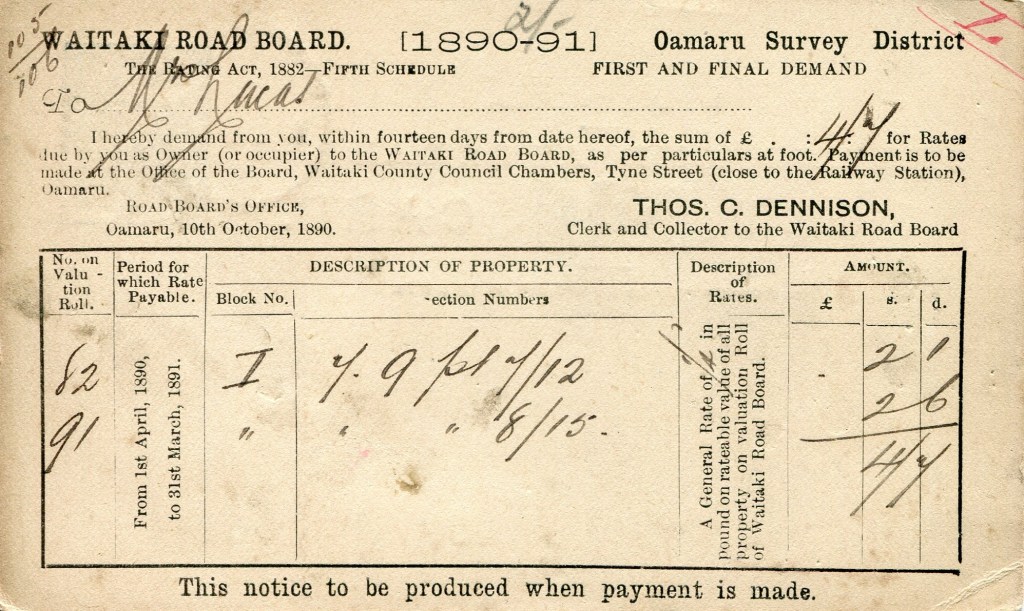 2/-
105
106
WAITAKI ROAD BOARD. [1890-91] Oamaru Survey District
THE RATING ACT, 1882—FIFTH SCHEDULE FIRST AND FINAL DEMAND
To Lucas
I hereby demand from you, within fourteen days from date hereof, the sum of £ . : 4/7 for Rates
due by you as Owner (or occupier) to the WAITAKI ROAD BOARD, as per particulars at foot. Payment is to be
made at the Office of the Board, Waitaki County Council Chambers, Tyne Street (close to the Railway Station),
Oamaru.
ROAD BOARD'S OFFICE,
Oamaru, 10th October, 1890.
THOS. C. DENNISON,
Clerk and Collector to the Waitaki Road Board
No. on Valu-tion Roll.
Period for which Rate Payable.
DESCRIPTION OF PROPERTY.
Block No.
ection Numbers
Description of Rates.
AMOUNT.
£ s. d.
82 I 7. 9 pt 7/12 - 2 1
91 " " " 8/15. 2 6
4/7
From 1st April, 1890,
to 31st March, 1891.
A General Rate of in
pound on rateable value of all
property on valuation Roll
of Waitaki Road Board.
This notice to be produced when payment is made.